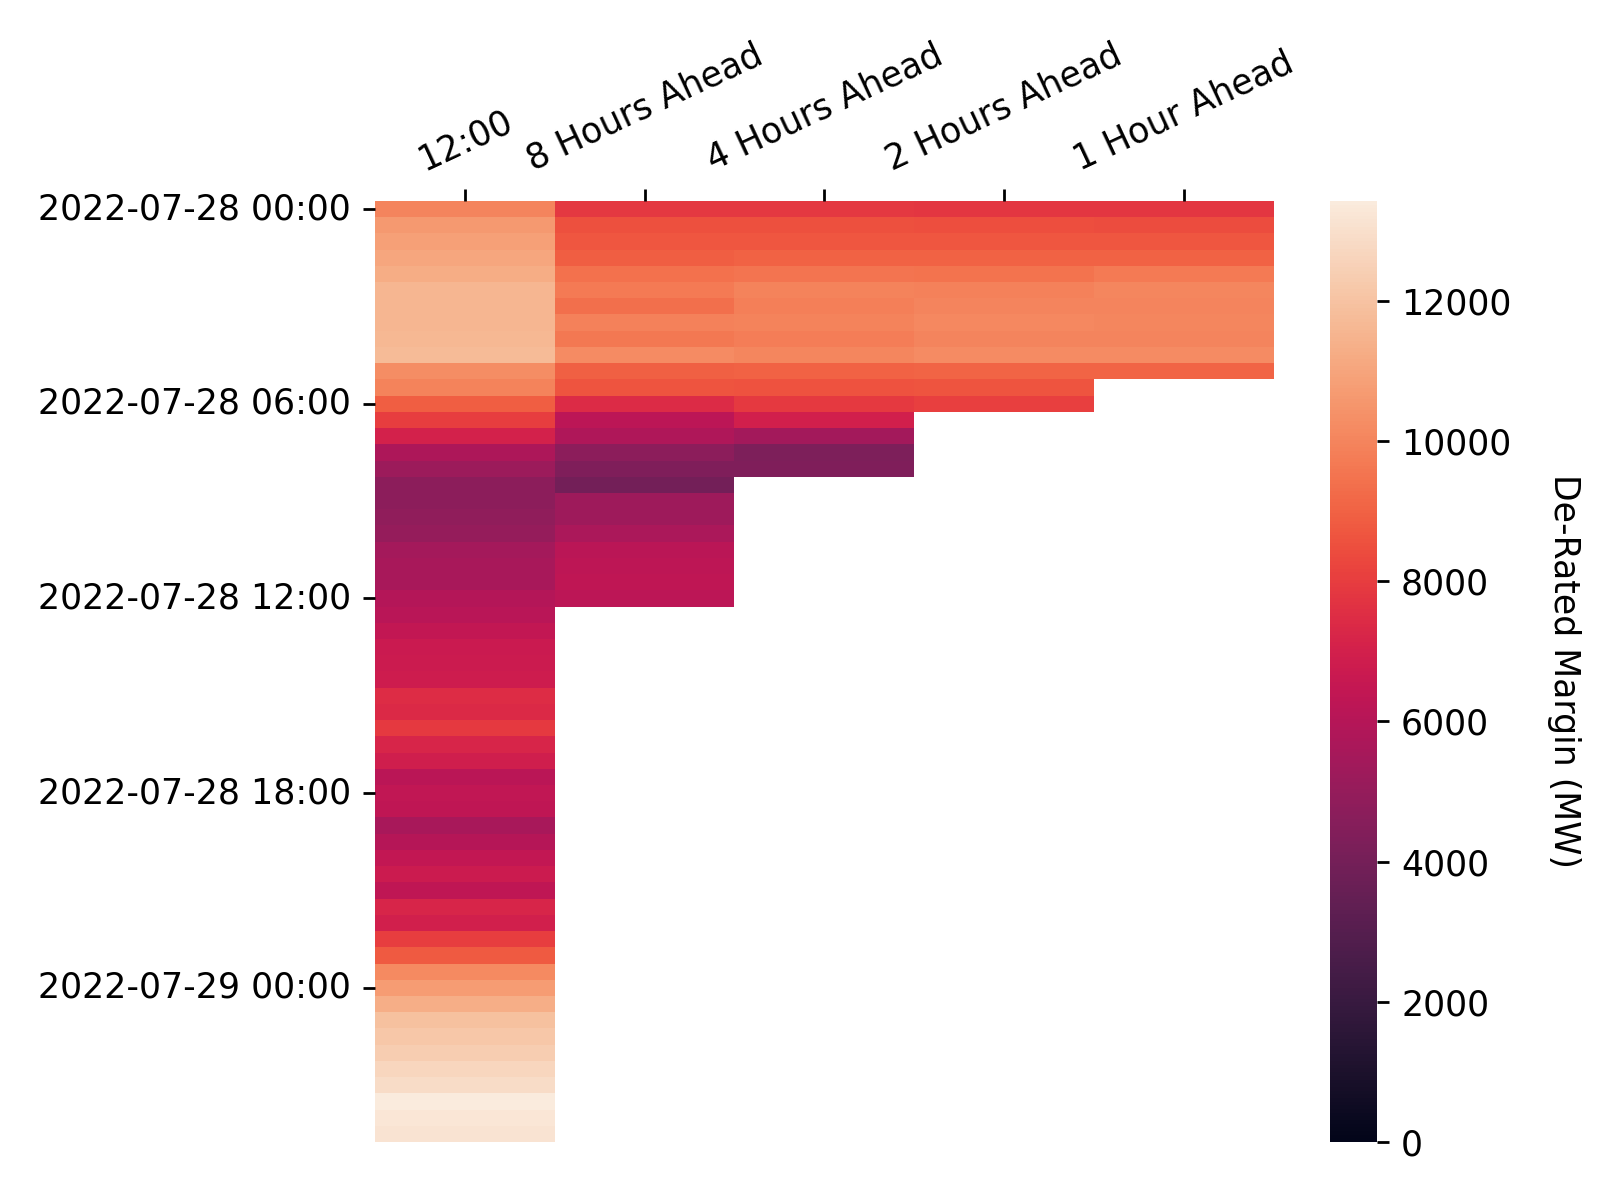 12:00
8 Hours Ahead
4 Hours Ahead
2 Hours Ahead
1 Hour Ahead
2022-07-28 00:00
2022-07-28 06:00
2022-07-28 12:00
2022-07-28 18:00
2022-07-29 00:00
12000
10000
8000
6000
4000
2000
0
De-Rated Margin (MW)